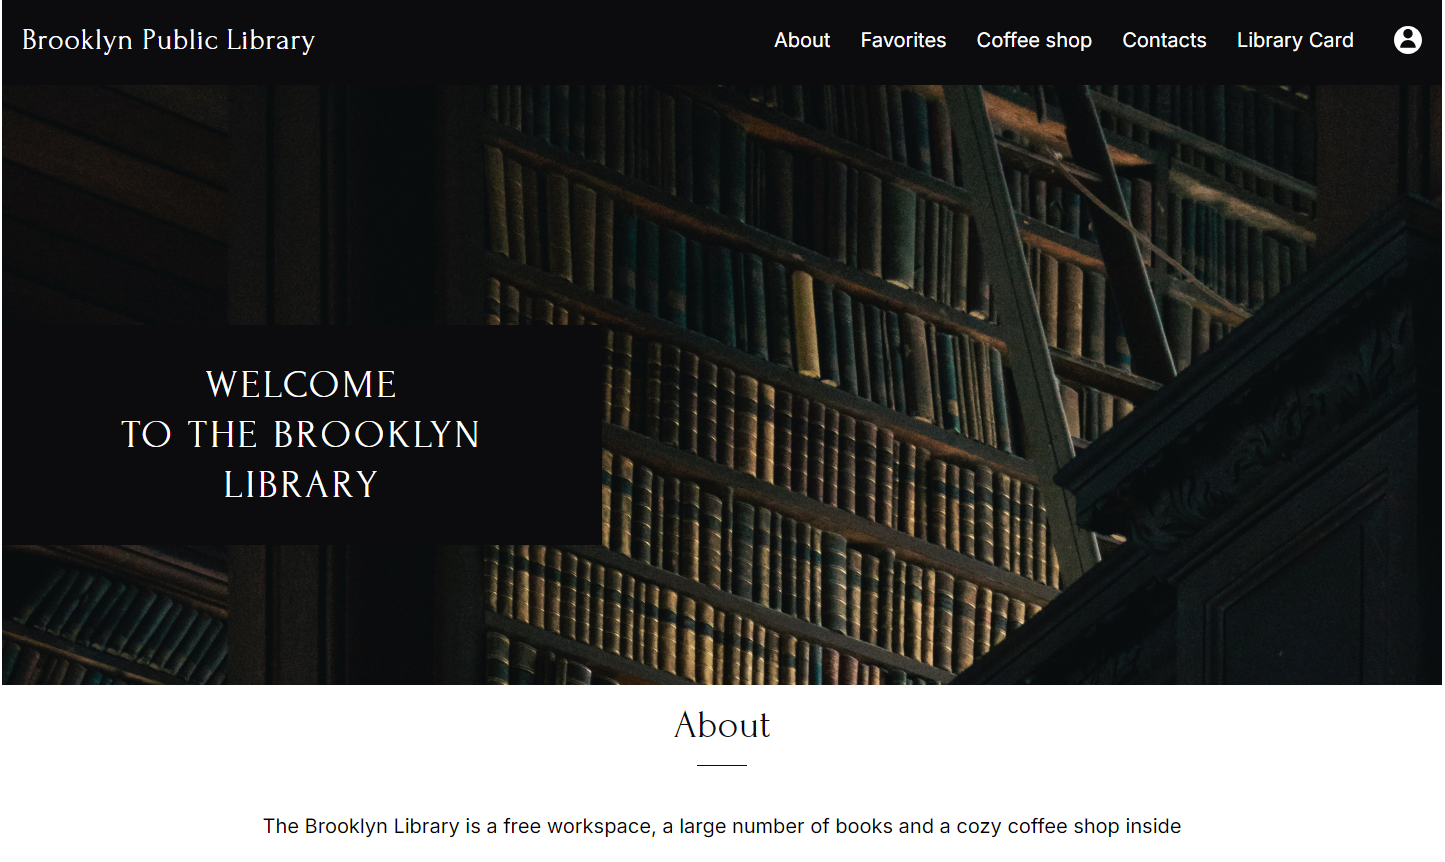 Brooklyn Public Library
About Favorites Coffee shop Contacts Library Card
WELCOME
TO THE BROOKLYN
LIBRARY
About
The Brooklyn Library is a free workspace, a large number of books and a cozy coffee shop inside